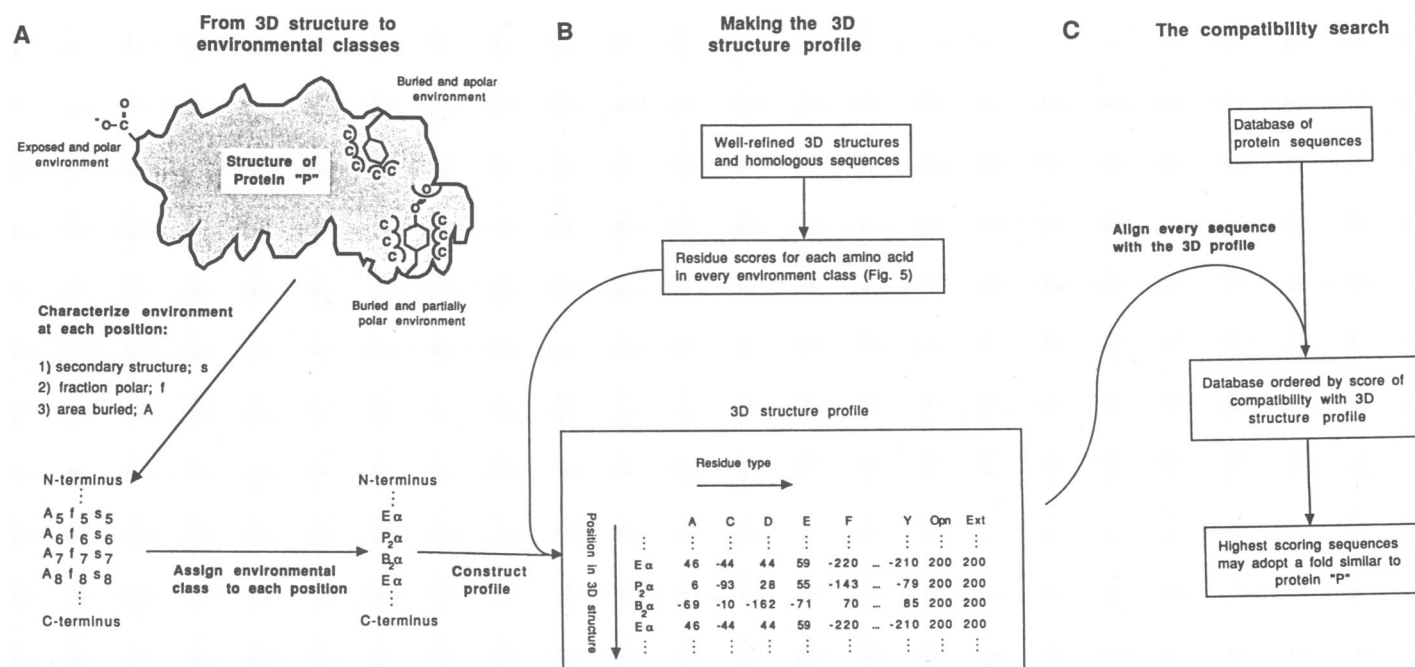 A
From 3D structure to
environmental classes
Buried and apolar
environment
O
-O
C
Exposed and polar
environment
Structure of
Protein "P"
C C C C C
O
O
C C C C C C
Buried and partially
polar environment
Characterize environment
at each position:
1) secondary structure; s
2) fraction polar; f
3) area buried; A
N-terminus
A5 f5 s5
A6 f6 s6
A7 f7 s7
A8 f8 s8
C-terminus
Assign environmental
class to each position
N-terminus
E α
P2α
B2α
E α
C-terminus
Construct
profile
B
Making the 3D
structure profile
Well-refined 3D structures
and homologous sequences
Residue scores for each amino acid
in every environment class (Fig. 5)
3D structure profile
Residue type
Position in 3D structure
A C D E F Y Opn Ext
E α 46 -44 44 59 -220 ... -210 200 200
P2α 6 -93 28 55 -143 ... -79 200 200
B2α -69 -10 -162 -71 70 ... 85 200 200
E α 46 -44 44 59 -220 ... -210 200 200
C
The compatibility search
Database of
protein sequences
Align every sequence
with the 3D profile
Database ordered by score of
compatibility with 3D
structure profile
Highest scoring sequences
may adopt a fold similar to
protein "P"